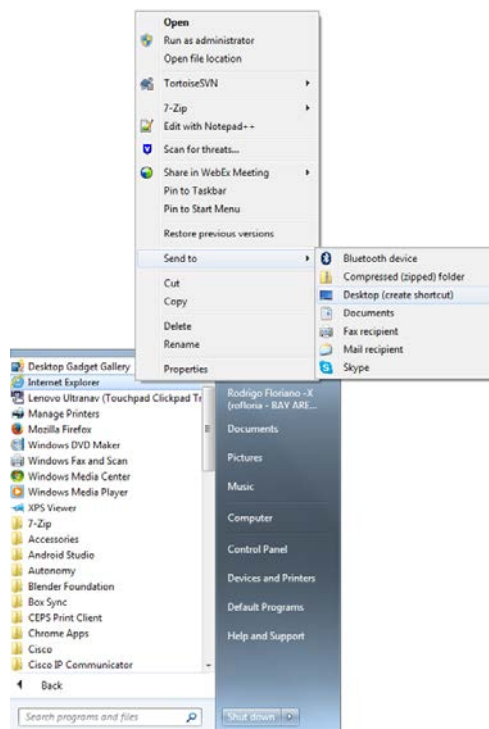 Open
Run as administrator
Open file location
TortoiseSVN
7-Zip
Edit with Notepad++
Scan for threats...
Share in WebEx Meeting
Pin to Taskbar
Pin to Start Menu
Restore previous versions
Send to
Cut
Copy
Delete
Rename
Properties
Bluetooth device
Compressed (zipped) folder
Desktop (create shortcut)
Documents
Fax recipient
Mail recipient
Skype
Desktop Gadget Gallery
Internet Explorer
Lenovo Ultranav (Touchpad Clickpad Tr
Manage Printers
Mozilla Firefox
Windows DVD Maker
Windows Fax and Scan
Windows Media Center
Windows Media Player
XPS Viewer
7-Zip
Accessories
Android Studio
Autonomy
Blender Foundation
Box Sync
CEPS Print Client
Chrome Apps
Cisco
Cisco IP Communicator
Back
Search programs and files
Rodrigo Floriano -X
(rofloria - BAY ARE...
Documents
Pictures
Music
Computer
Control Panel
Devices and Printers
Default Programs
Help and Support
Shut down